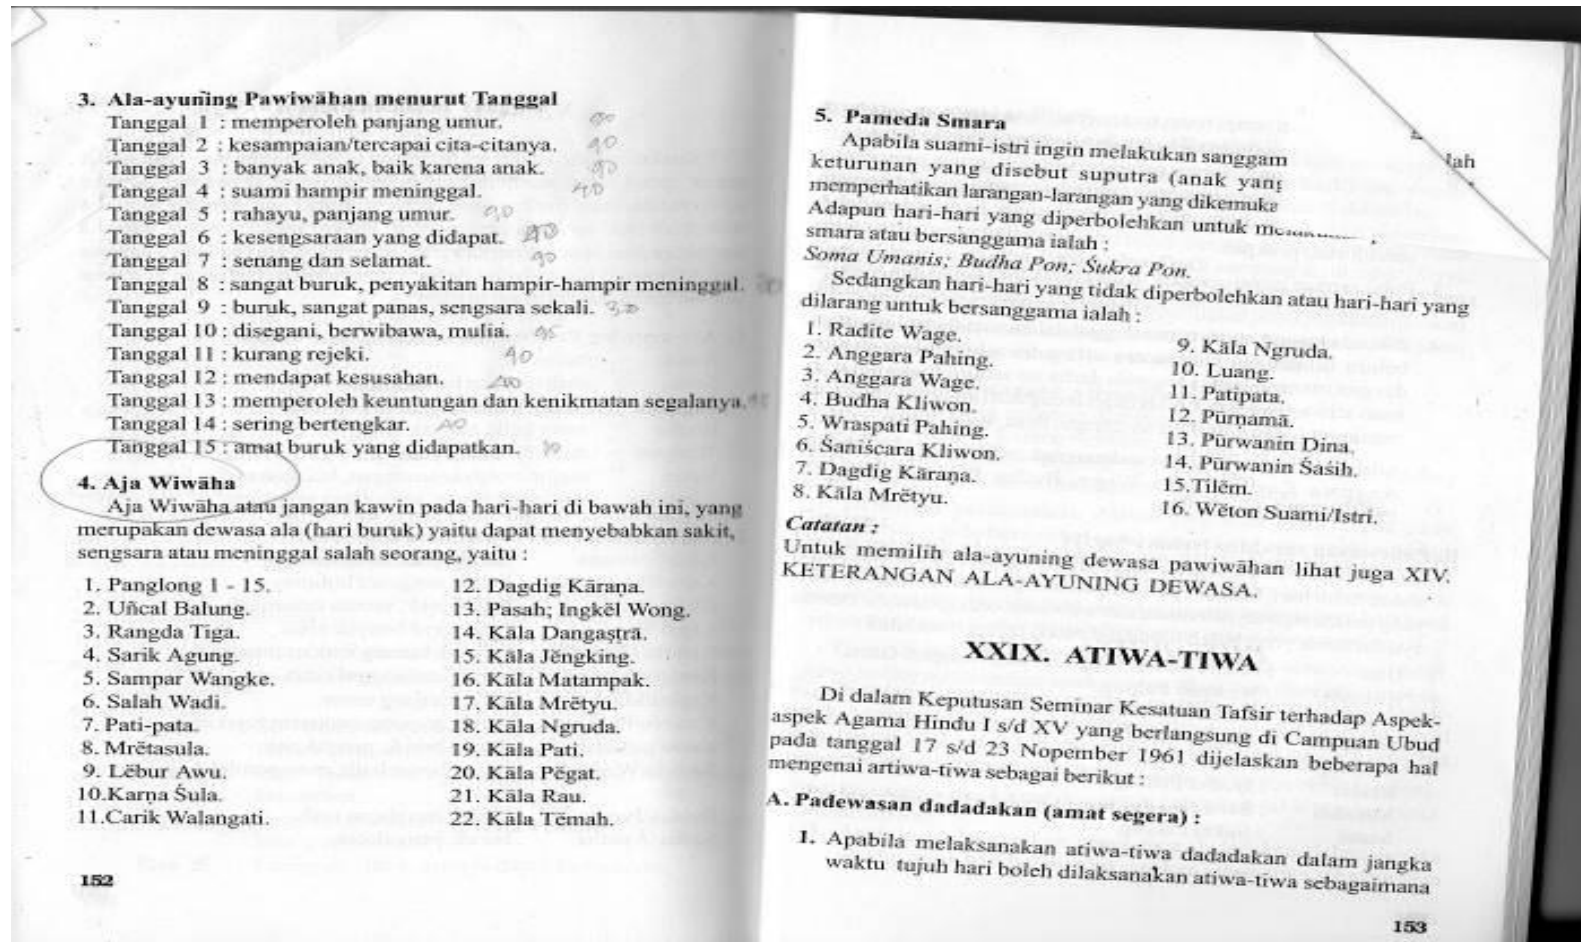 3. Ala-ayuning Pawiwāhan menurut Tanggal
Tanggal 1 : memperoleh panjang umur. 90
Tanggal 2 : kesampaian/tercapai cita-citanya. 90
Tanggal 3 : banyak anak, baik karena anak. 90
Tanggal 4 : suami hampir meninggal. 40
Tanggal 5 : rahayu, panjang umur. 90
Tanggal 6 : kesengsaraan yang didapat.
Tanggal 7 : senang dan selamat. 90
Tanggal 8 : sangat buruk, penyakitan hampir-hampir meninggal.
Tanggal 9 : buruk, sangat panas, sengsara sekali. 30
Tanggal 10 : disegani, berwibawa, mulia. 95
Tanggal 11 : kurang rejeki. 40
Tanggal 12 : mendapat kesusahan.
Tanggal 13 : memperoleh keuntungan dan kenikmatan segalanya.
Tanggal 14 : sering bertengkar. 40
Tanggal 15 : amat buruk yang didapatkan.
4. Aja Wiwāha
Aja Wiwāha atau jangan kawin pada hari-hari di bawah ini, yang
merupakan dewasa ala (hari buruk) yaitu dapat menyebabkan sakit,
sengsara atau meninggal salah seorang, yaitu :
1. Panglong 1 - 15.
2. Uñcal Balung.
3. Rangda Tiga.
4. Sarik Agung.
5. Sampar Wangke.
6. Salah Wadi.
7. Pati-pata.
8. Mrĕtasula.
9. Lĕbur Awu.
10.Karṇa Śula.
11.Carik Walangati.
12. Dagdig Kāraṇa.
13. Pasah; Ingkĕl Wong.
14. Kāla Dangaṣṭrā.
15. Kāla Jĕngking.
16. Kāla Matampak.
17. Kāla Mrĕtyu.
18. Kāla Ngruda.
19. Kāla Pati.
20. Kāla Pĕgat.
21. Kāla Rau.
22. Kāla Tĕmah.
152
5. Pameda Smara
Apabila suami-istri ingin melakukan sanggam
lah
keturunan yang disebut suputra (anak yang
memperhatikan larangan-larangan yang dikemuka
Adapun hari-hari yang diperbolehkan untuk
smara atau bersanggama ialah :
Soma Umanis; Budha Pon; Śukra Pon.
Sedangkan hari-hari yang tidak diperbolehkan atau hari-hari yang
dilarang untuk bersanggama ialah :
1. Radite Wage.
2. Anggara Pahing.
3. Anggara Wage.
4. Budha Kliwon.
5. Wraspati Pahing.
6. Śaniścara Kliwon.
7. Dagdig Kāraṇa.
8. Kāla Mrĕtyu.
9. Kāla Ngruda.
10. Luang.
11. Patipata.
12. Pūrṇamā.
13. Pūrwanin Dina.
14. Pūrwanin Śaśih.
15.Tilĕm.
16. Wĕton Suami/Istri.
Catatan :
Untuk memilih ala-ayuning dewasa pawiwāhan lihat juga XIV.
KETERANGAN ALA-AYUNING DEWASA.
XXIX. ATIWA-TIWA
Di dalam Keputusan Seminar Kesatuan Tafsir terhadap Aspek-
aspek Agama Hindu I s/d XV yang berlangsung di Campuan Ubud
pada tanggal 17 s/d 23 Nopember 1961 dijelaskan beberapa hal
mengenai artiwa-tiwa sebagai berikut :
A. Padewasan dadadakan (amat segera) :
1. Apabila melaksanakan atiwa-tiwa dadadakan dalam jangka
waktu tujuh hari boleh dilaksanakan atiwa-tiwa sebagaimana
153